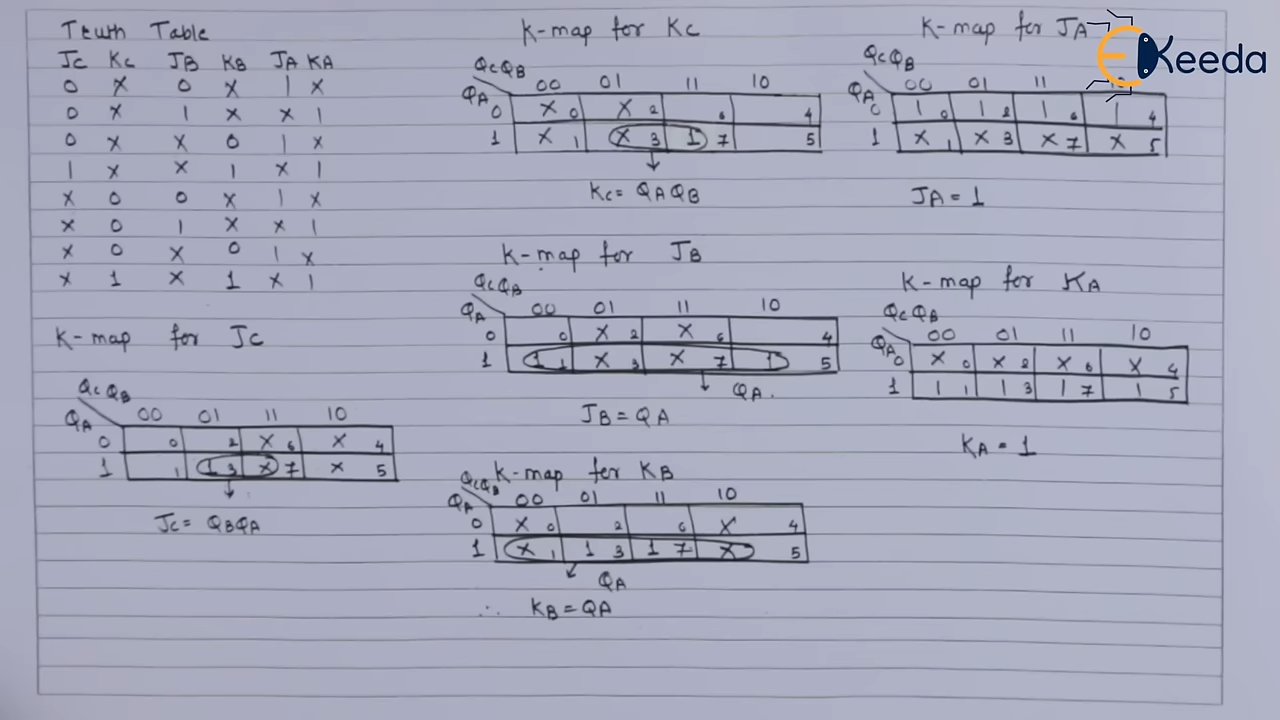 Truth Table
JC KC JB KB JA KA
0 X 0 X 1 X
0 X 1 X X 1
0 X X 0 1 X
1 X X 1 X 1
X 0 0 X 1 X
X 0 1 X X 1
X 0 X 0 1 X
X 1 X 1 X 1
K-map for JC
QCQB
QA 00 01 11 10
0 0 2 X 6 X 4
1 1 1 3 X 7 X 5
JC = QBQA
K-map for KC
QCQB
QA 00 01 11 10
0 X 0 X 2 6 4
1 X 1 X 3 1 7 5
KC = QAQB
K-map for JB
QCQB
QA 00 01 11 10
0 0 X 2 X 6 4
1 1 1 X 3 X 7 1 5
QA.
JB = QA
K-map for KB
QCQB
QA 00 01 11 10
0 X 0 2 6 X 4
1 X 1 1 3 1 7 X 5
QA
∴ KB = QA
K-map for JA
QCQB
QA 00 01 11 10
0 1 0 1 2 1 6 1 4
1 X 1 X 3 X 7 X 5
JA = 1
K-map for KA
QCQB
QA 00 01 11 10
0 X 0 X 2 X 6 X 4
1 1 1 1 3 1 7 1 5
KA = 1
Keeda